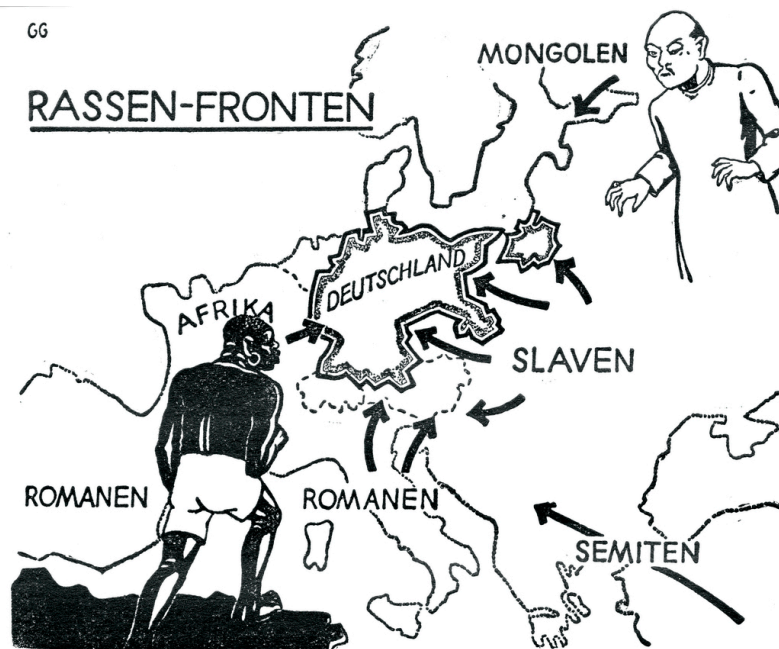 GG
MONGOLEN
RASSEN-FRONTEN
DEUTSCHLAND
AFRIKA
SLAVEN
ROMANEN
ROMANEN
SEMITEN